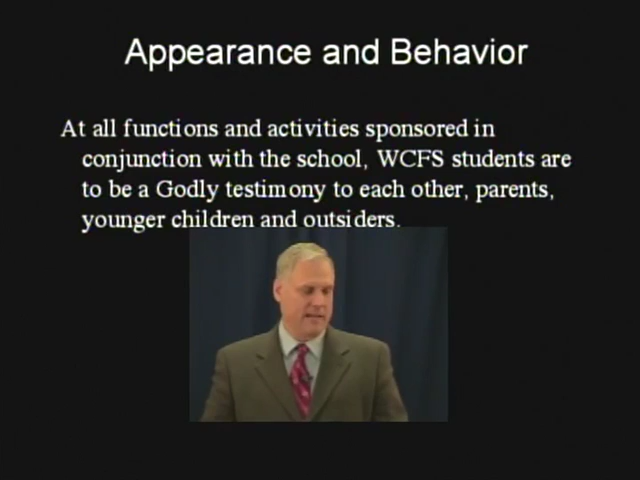 Appearance and Behavior
At all functions and activities sponsored in
conjunction with the school, WCFS students are
to be a Godly testimony to each other, parents,
younger children and outsiders.